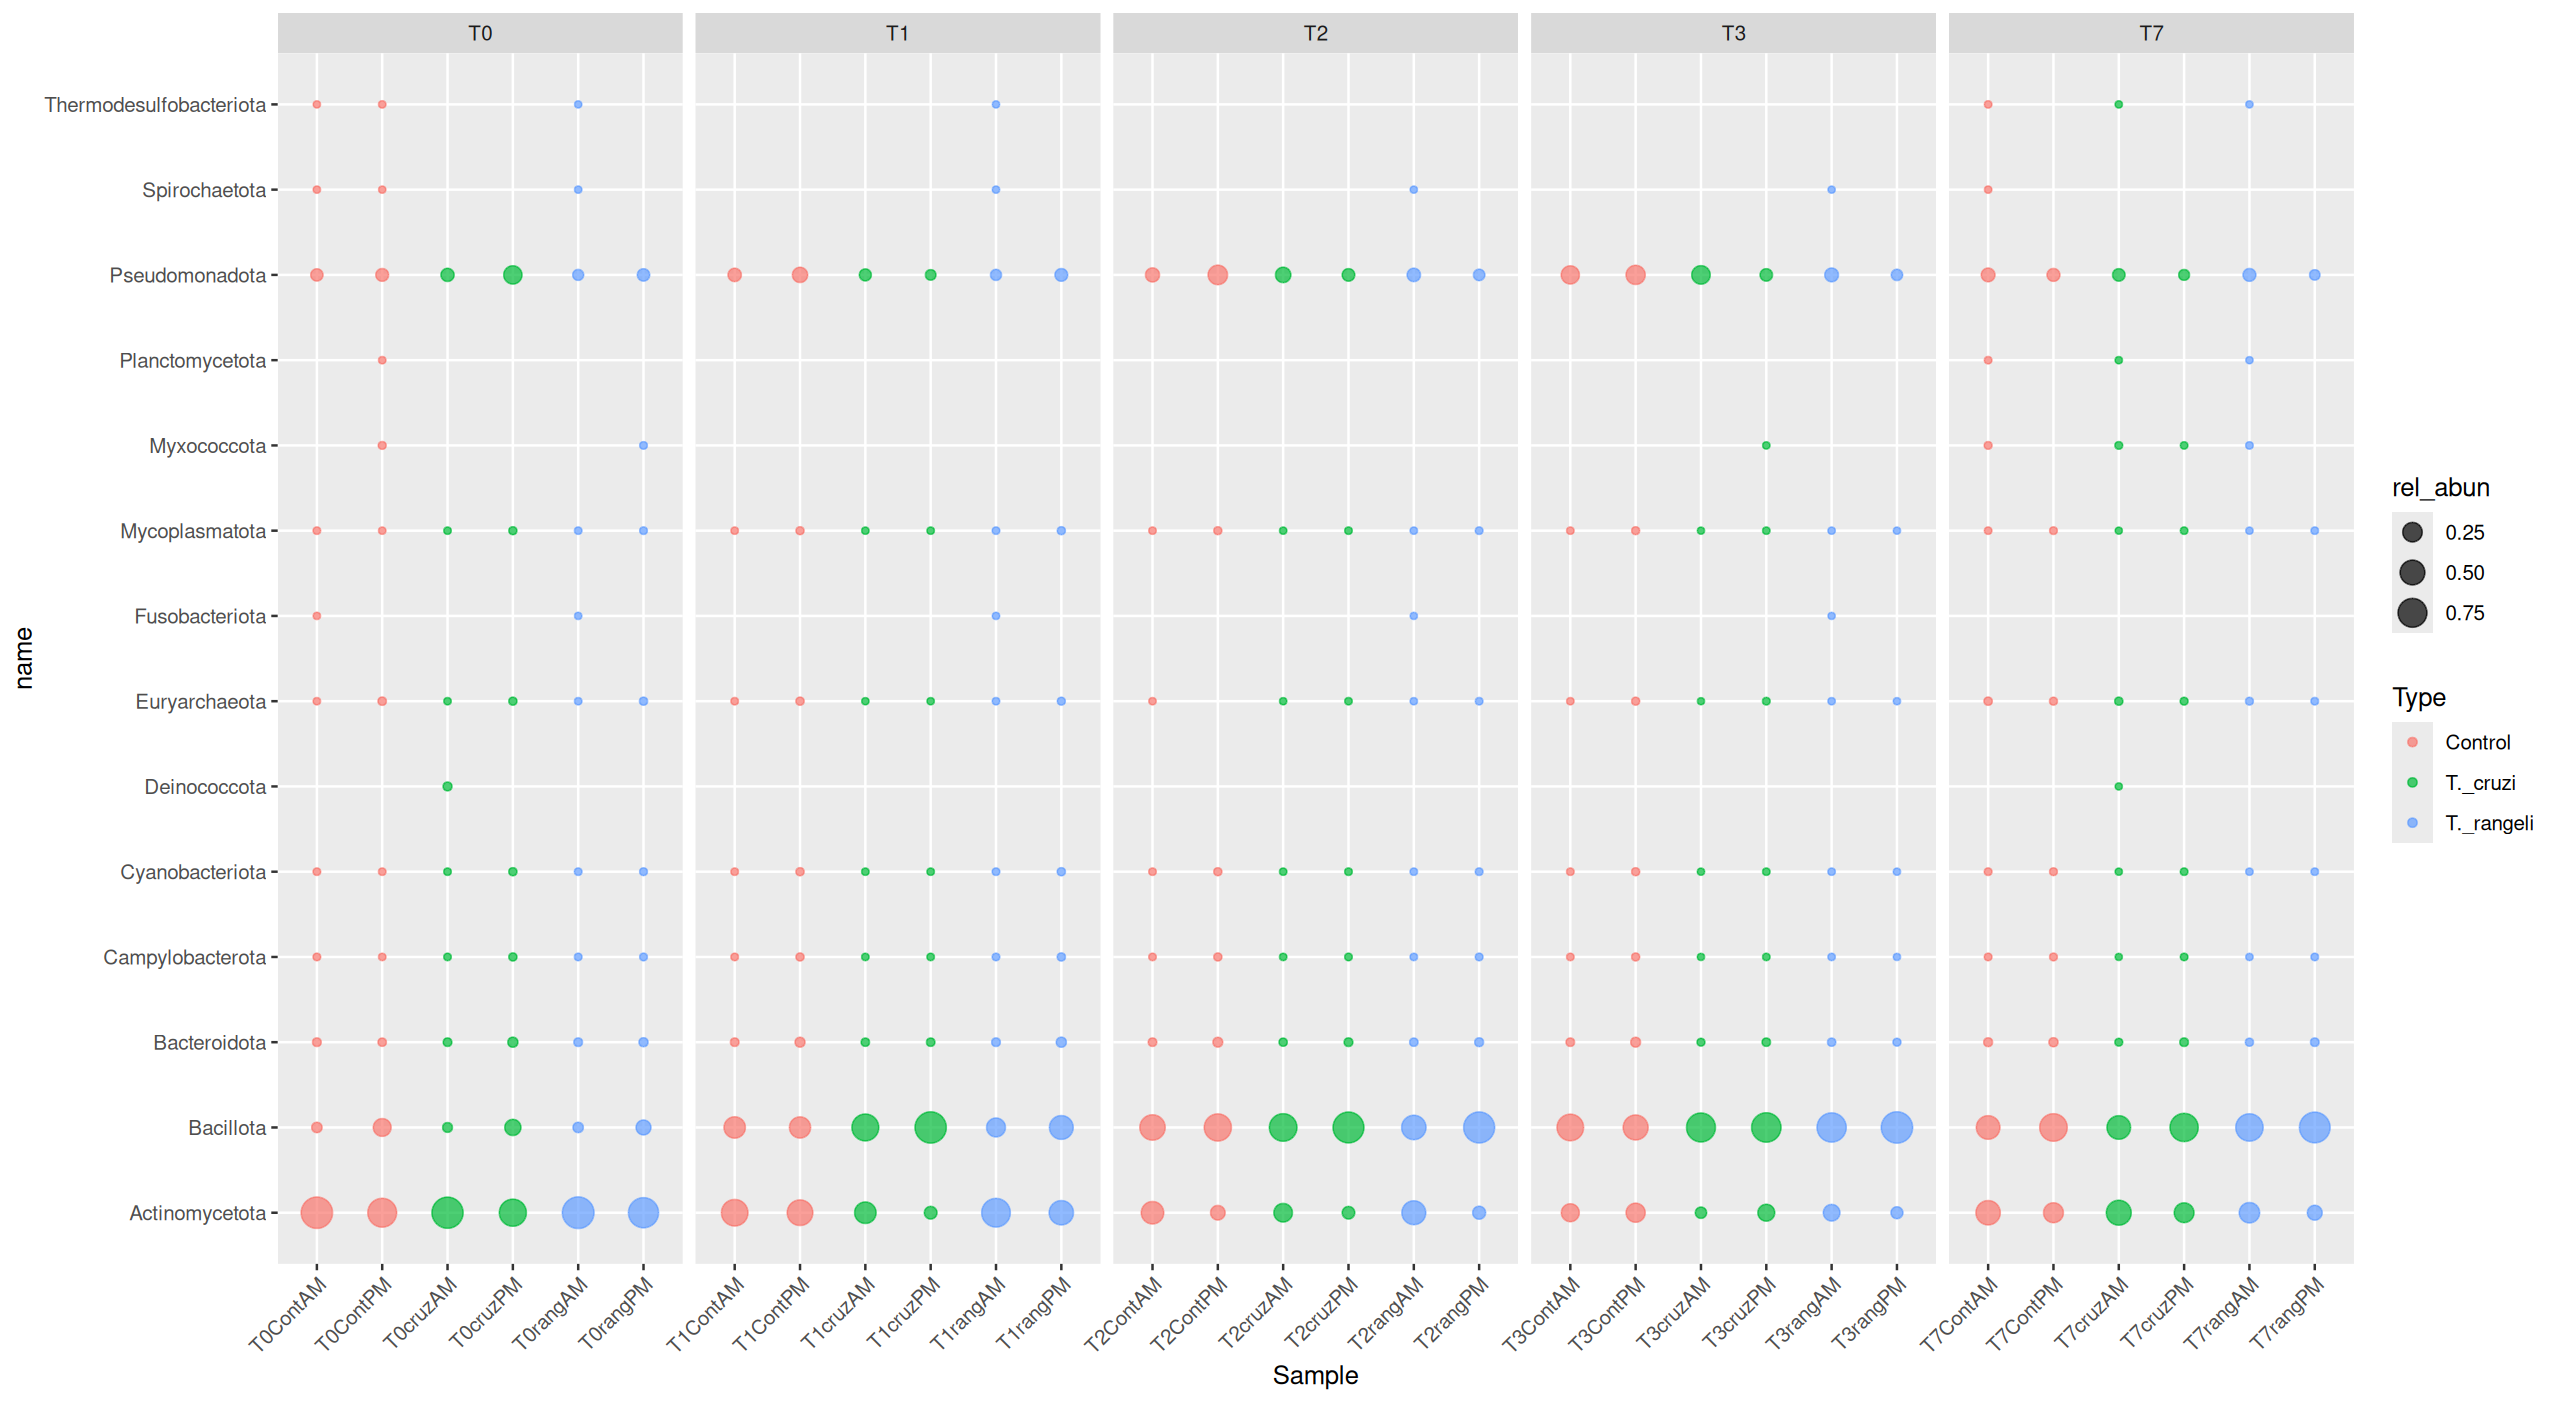 T0 T1 T2 T3 T7
Thermodesulfobacteriota
Spirochaetota
Pseudomonadota
Planctomycetota
Myxococcota
Mycoplasmatota
Fusobacteriota
Euryarchaeota
Deinococcota
Cyanobacteriota
Campylobacterota
Bacteroidota
Bacillota
Actinomycetota
name
T0ContAM T0ContPM T0cruzAM T0cruzPM T0rangAM T0rangPM T1ContAM T1ContPM T1cruzAM T1cruzPM T1rangAM T1rangPM T2ContAM T2ContPM T2cruzAM T2cruzPM T2rangAM T2rangPM T3ContAM T3ContPM T3cruzAM T3cruzPM T3rangAM T3rangPM T7ContAM T7ContPM T7cruzAM T7cruzPM T7rangAM T7rangPM
Sample
rel_abun
0.25
0.50
0.75
Type
Control
T._cruzi
T._rangeli